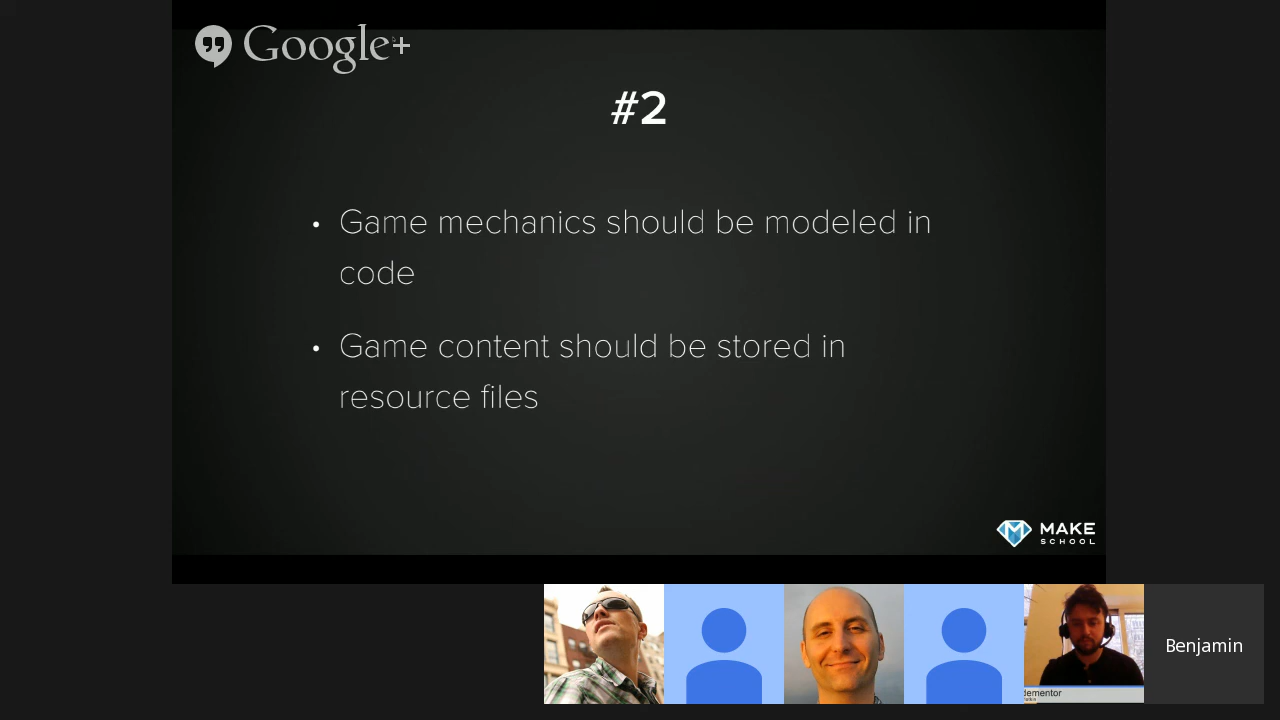 Google+
#2
• Game mechanics should be modeled in
code
• Game content should be stored in
resource files
MAKE
SCHOOL
dementor
Benjamin